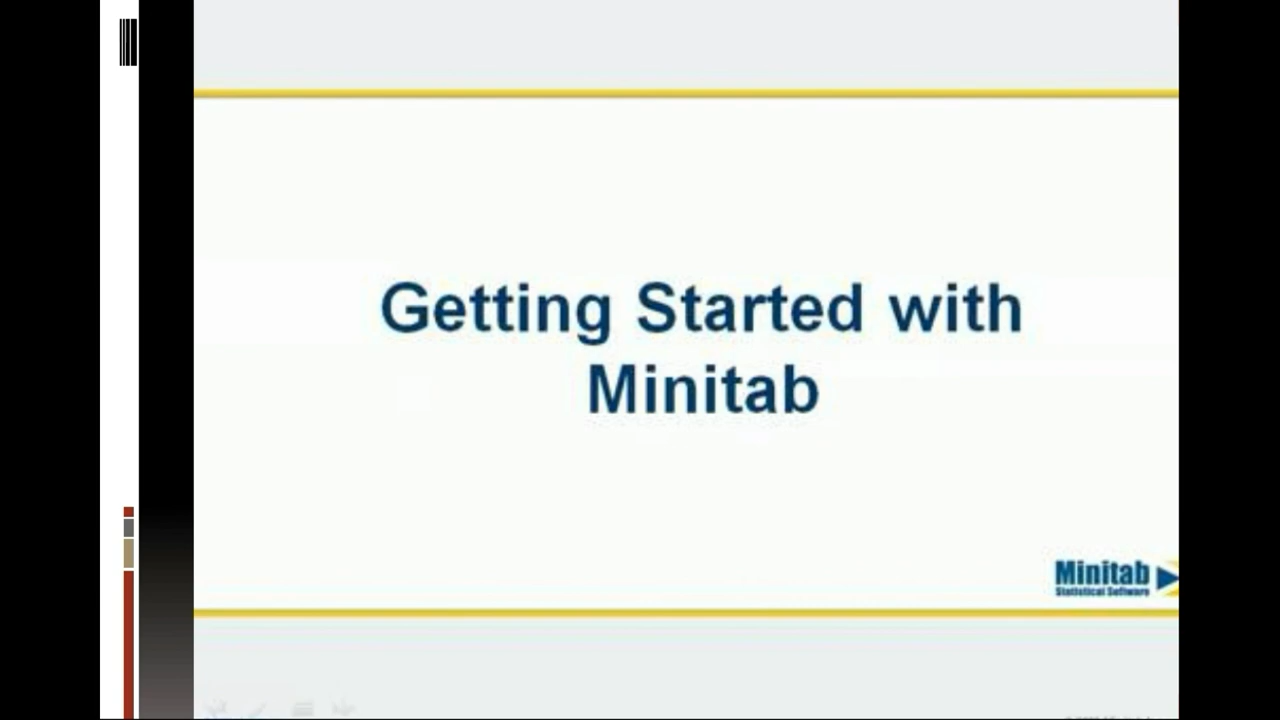 Getting Started with
Minitab
Minitab
Statistical Software